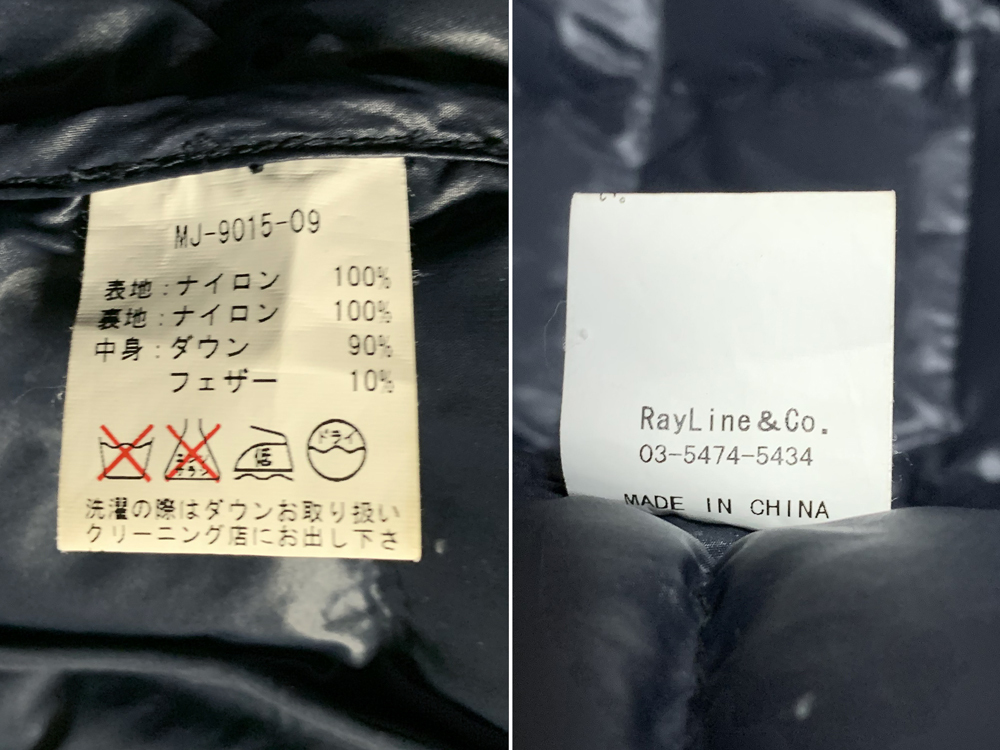 MJ-9015-09
表地:ナイロン 100%
裏地:ナイロン 100%
中身:ダウン 90%
フェザー 10%
低
ドライ
洗濯の際はダウンお取り扱い
クリーニング店にお出し下さ
RayLine&Co.
03-5474-5434
MADE IN CHINA